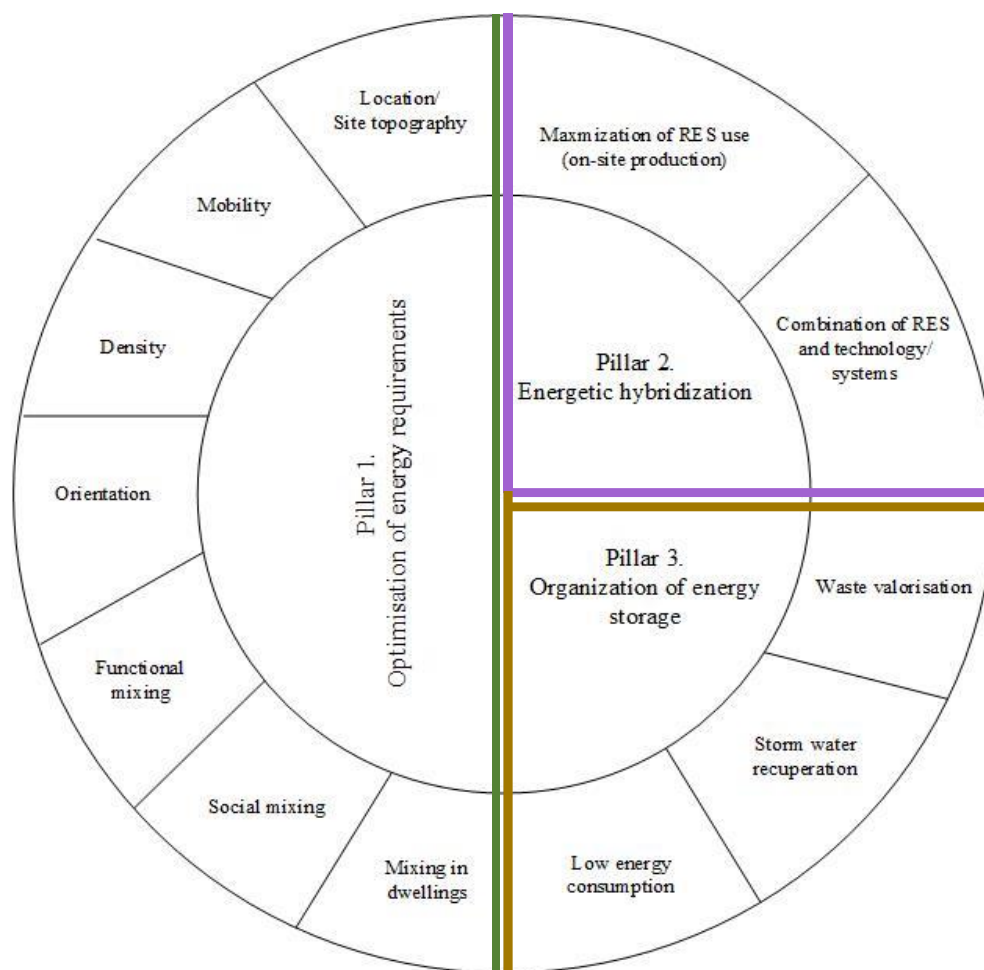 Location/
Site topography
Mobility
Density
Orientation
Functional
mixing
Social mixing
Mixing in
dwellings
Pillar 1.
Optimisation of energy requirements
Maxmization of RES use
(on-site production)
Combination of RES
and technology/
systems
Pillar 2.
Energetic hybridization
Pillar 3.
Organization of energy
storage
Waste valorisation
Storm water
recuperation
Low energy
consumption